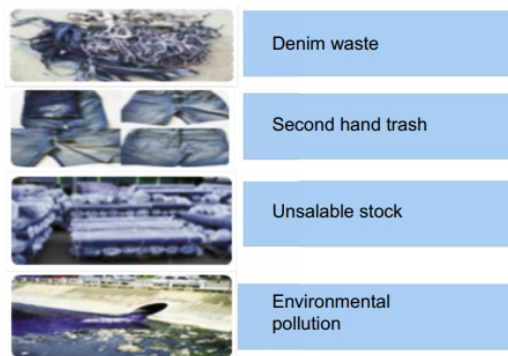 Denim waste
Second hand trash
Unsalable stock
Environmental
pollution